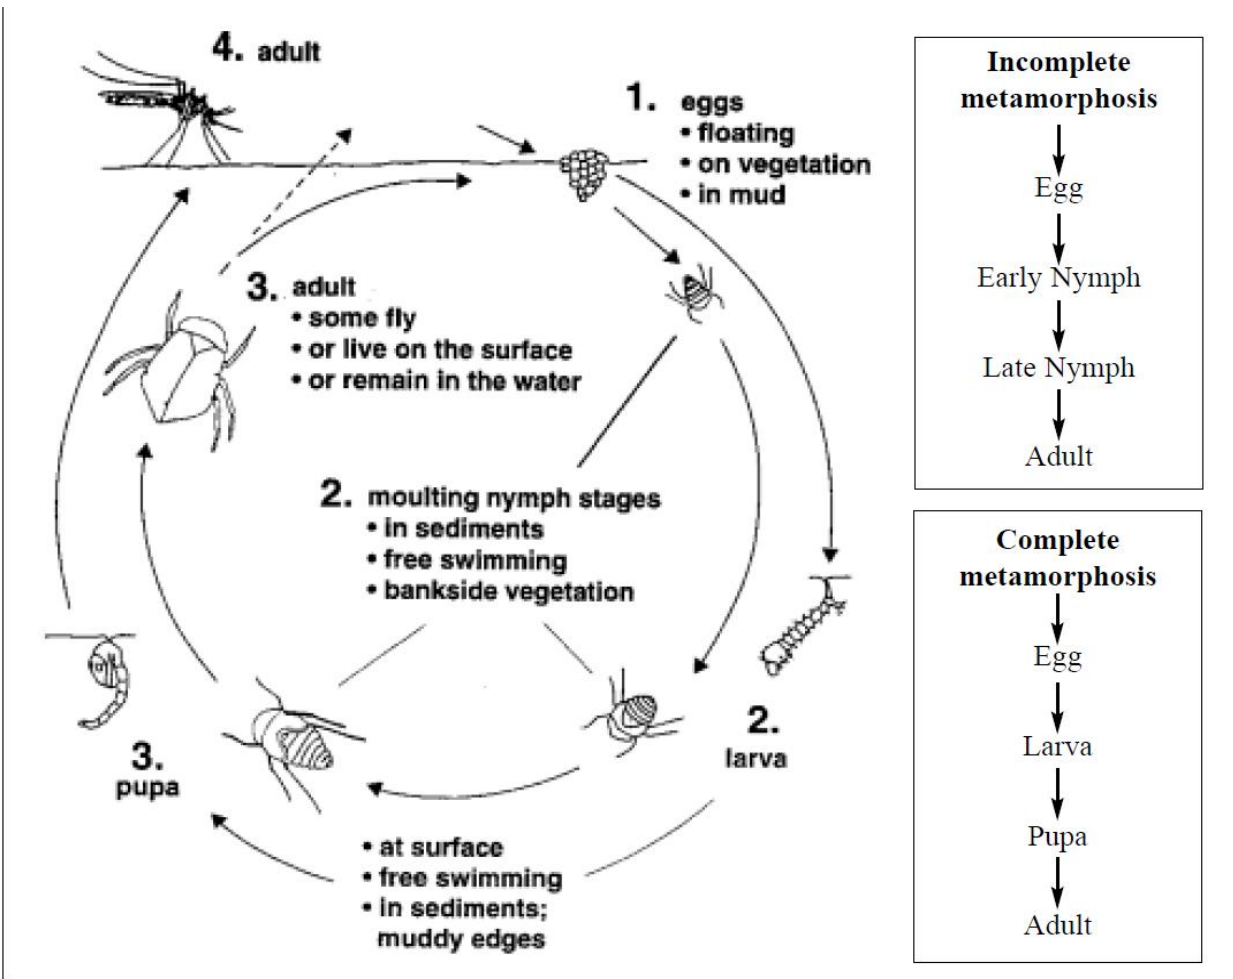 4. adult
1. eggs
• floating
• on vegetation
• in mud
3. adult
• some fly
• or live on the surface
• or remain in the water
2. moulting nymph stages
• in sediments
• free swimming
• bankside vegetation
2.
larva
3.
pupa
• at surface
• free swimming
• in sediments;
muddy edges
Incomplete
metamorphosis
Egg
Early Nymph
Late Nymph
Adult
Complete
metamorphosis
Egg
Larva
Pupa
Adult